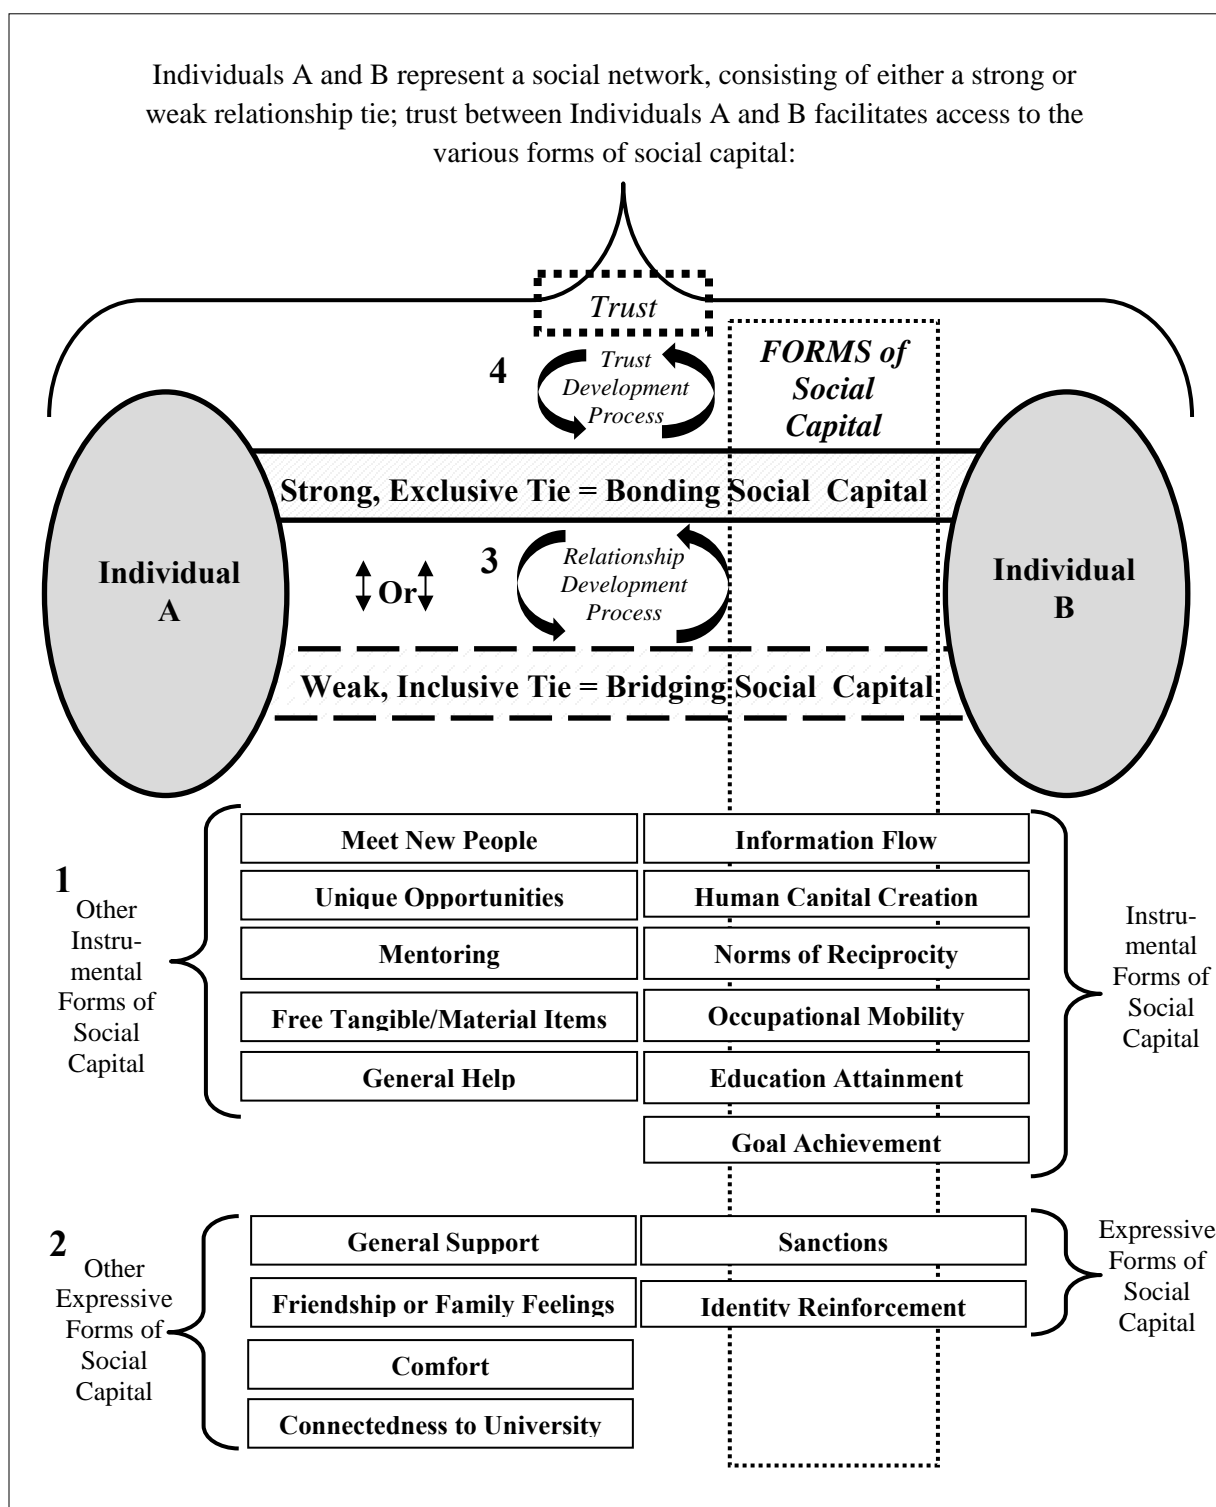 Individuals A and B represent a social network, consisting of either a strong or
weak relationship tie; trust between Individuals A and B facilitates access to the
various forms of social capital:
Trust
4
Trust
Development
Process
FORMS of
Social
Capital
Strong, Exclusive Tie = Bonding Social Capital
Individual
A
Or
3
Relationship
Development
Process
Individual
B
Weak, Inclusive Tie = Bridging Social Capital
1
Other
Instru-
mental
Forms of
Social
Capital
Meet New People
Unique Opportunities
Mentoring
Free Tangible/Material Items
General Help
Information Flow
Human Capital Creation
Norms of Reciprocity
Occupational Mobility
Education Attainment
Goal Achievement
Instru-
mental
Forms of
Social
Capital
2
Other
Expressive
Forms of
Social
Capital
General Support
Friendship or Family Feelings
Comfort
Connectedness to University
Sanctions
Identity Reinforcement
Expressive
Forms of
Social
Capital